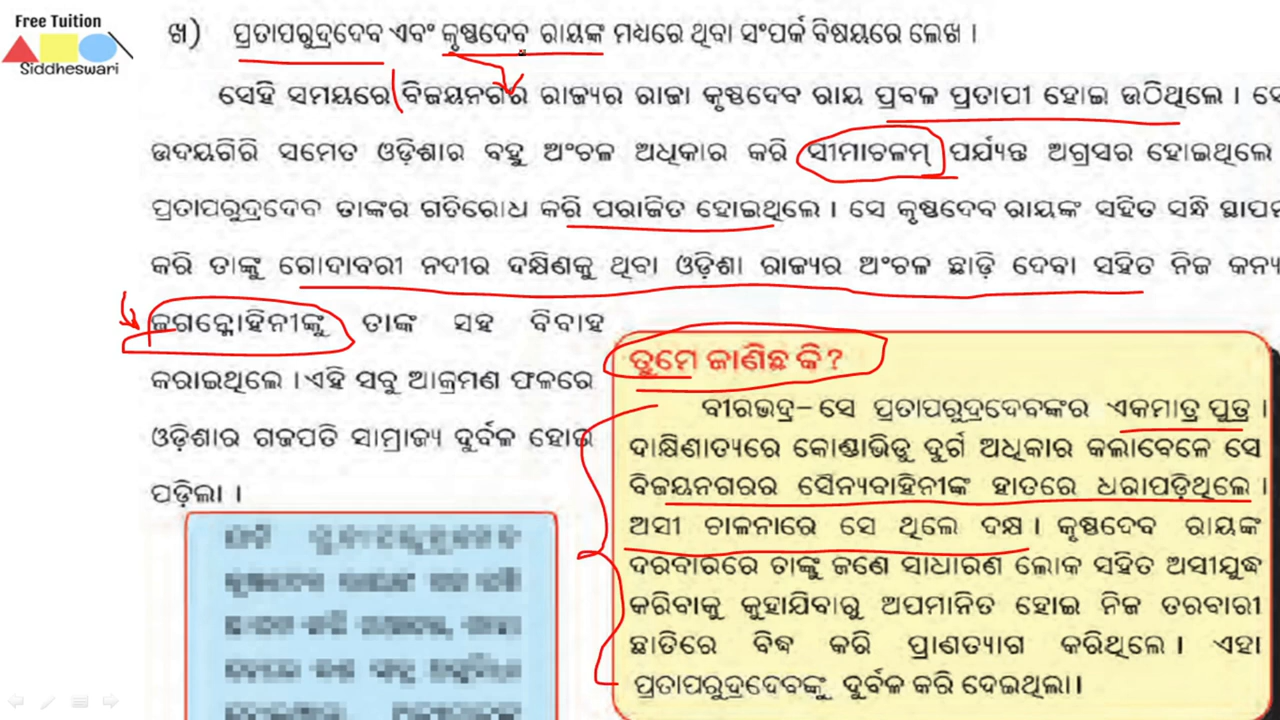 Free Tuition
Siddheswari
ଖ) ପ୍ରତାପରୁଦ୍ରଦେବ ଏବଂ କୃଷ୍ଣଦେବ ରାୟଙ୍କ ମଧ୍ୟରେ ଥିବା ସଂପର୍କ ବିଷୟରେ ଲେଖ ।
ସେହି ସମୟରେ ବିଜୟନଗର ରାଜ୍ୟର ରାଜା କୃଷ୍ଣଦେବ ରାୟ ପ୍ରବଳ ପ୍ରତାପୀ ହୋଇ ଉଠିଥିଲେ ।
ଉଦୟଗିରି ସମେତ ଓଡ଼ିଶାର ବହୁ ଅଂଚଳ ଅଧିକାର କରି ସୀମାଚଳମ୍ ପର୍ଯ୍ୟନ୍ତ ଅଗ୍ରସର ହୋଇଥିଲେ
ପ୍ରତାପରୁଦ୍ରଦେବ ତାଙ୍କର ଗତିରୋଧ କରି ପରାଜିତ ହୋଇଥିଲେ । ସେ କୃଷ୍ଣଦେବ ରାୟଙ୍କ ସହିତ ସନ୍ଧି
କରି ତାଙ୍କୁ ଗୋଦାବରୀ ନଦୀର ଦକ୍ଷିଣକୁ ଥିବା ଓଡ଼ିଶା ରାଜ୍ୟର ଅଂଚଳ ଛାଡ଼ି ଦେବା ସହିତ ନିଜ
ଜଗନ୍ମୋହିନୀଙ୍କୁ ତାଙ୍କ ସହ ବିବାହ
କରାଇଥିଲେ । ଏହି ସବୁ ଆକ୍ରମଣ ଫଳରେ
ଓଡ଼ିଶାର ଗଜପତି ସାମ୍ରାଜ୍ୟ ଦୁର୍ବଳ ହୋଇ
ପଡ଼ିଲା ।
ତୁମେ ଜାଣିଛ କି ?
ବୀରଭଦ୍ର– ସେ ପ୍ରତାପରୁଦ୍ରଦେବଙ୍କର ଏକମାତ୍ର ପୁତ୍ର ।
ଦାକ୍ଷିଣାତ୍ୟରେ କୋଣ୍ଡାଭିଡୁ ଦୁର୍ଗ ଅଧିକାର କଲାବେଳେ ସେ
ବିଜୟନଗରର ସୈନ୍ୟବାହିନୀଙ୍କ ହାତରେ ଧରାପଡ଼ିଥିଲେ ।
ଅସୀ ଚାଳନାରେ ସେ ଥିଲେ ଦକ୍ଷ । କୃଷ୍ଣଦେବ ରାୟଙ୍କ
ଦରବାରରେ ତାଙ୍କୁ ଜଣେ ସାଧାରଣ ଲୋକ ସହିତ ଅସୀଯୁଦ୍ଧ
କରିବାକୁ କୁହାଯିବାରୁ ଅପମାନିତ ହୋଇ ନିଜ ତରବାରୀ
ଛାତିରେ ବିଦ୍ଧ କରି ପ୍ରାଣତ୍ୟାଗ କରିଥିଲେ । ଏହା
ପ୍ରତାପରୁଦ୍ରଦେବଙ୍କୁ ଦୁର୍ବଳ କରି ଦେଇଥିଲା ।